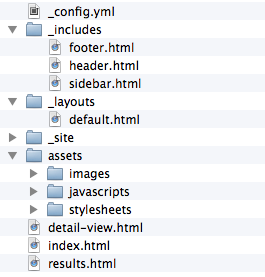 _config.yml
_includes
footer.html
header.html
sidebar.html
_layouts
default.html
_site
assets
images
javascripts
stylesheets
detail-view.html
index.html
results.html